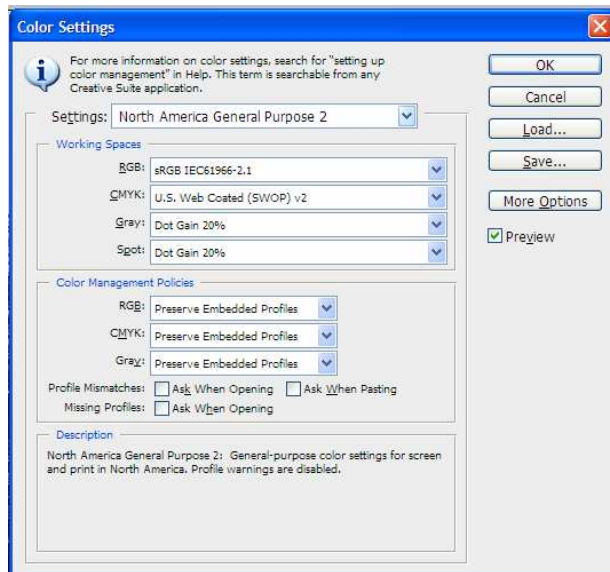 Color Settings
For more information on color settings, search for "setting up
color management" in Help. This term is searchable from any
Creative Suite application.
OK
Cancel
Load...
Save...
More Options
Preview
Settings: North America General Purpose 2
Working Spaces
RGB: sRGB IEC61966-2.1
CMYK: U.S. Web Coated (SWOP) v2
Gray: Dot Gain 20%
Spot: Dot Gain 20%
Color Management Policies
RGB: Preserve Embedded Profiles
CMYK: Preserve Embedded Profiles
Gray: Preserve Embedded Profiles
Profile Mismatches: Ask When Opening Ask When Pasting
Missing Profiles: Ask When Opening
Description
North America General Purpose 2: General-purpose color settings for screen
and print in North America. Profile warnings are disabled.